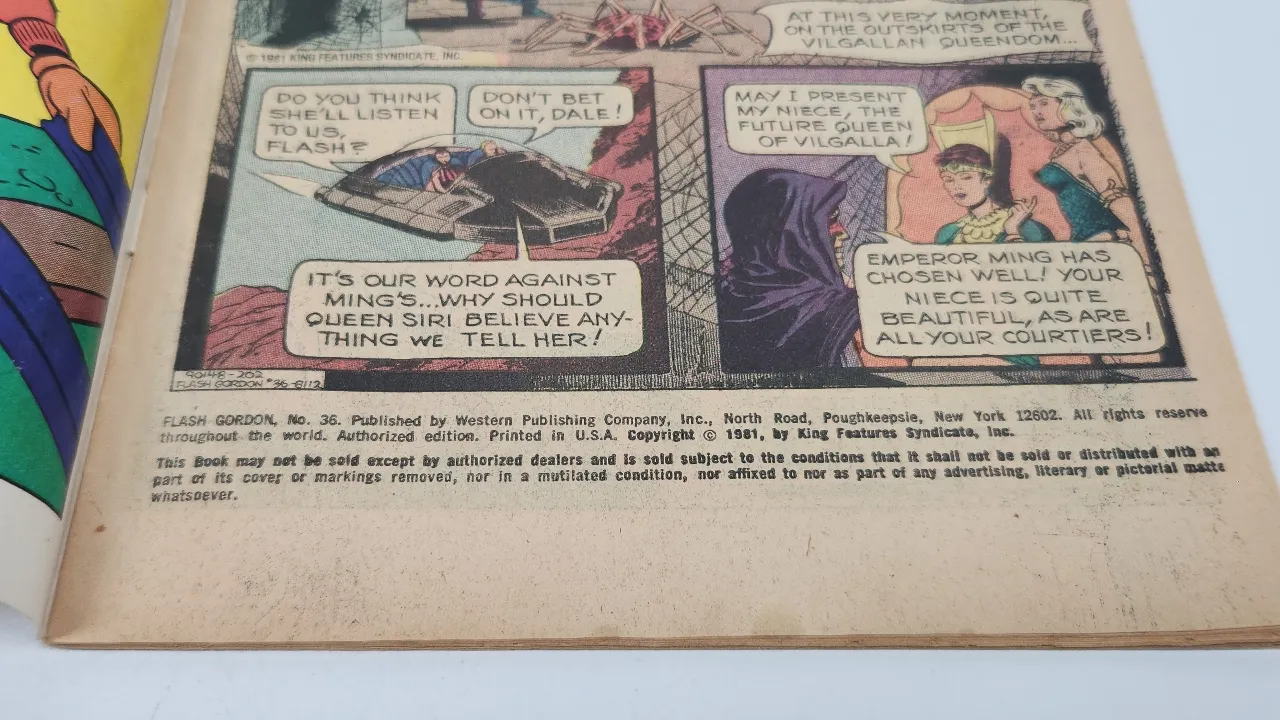 AT THIS VERY MOMENT,
ON THE OUTSKIRTS OF THE
VILGALLAN QUEENDOM...
© 1981 KING FEATURES SYNDICATE, INC.
DO YOU THINK
SHE'LL LISTEN
TO US,
FLASH?
DON'T BET
ON IT, DALE!
IT'S OUR WORD AGAINST
MING'S...WHY SHOULD
QUEEN SIRI BELIEVE ANY-
THING WE TELL HER!
MAY I PRESENT
MY NIECE, THE
FUTURE QUEEN
OF VILGALLA!
EMPEROR MING HAS
CHOSEN WELL! YOUR
NIECE IS QUITE
BEAUTIFUL, AS ARE
ALL YOUR COURTIERS!
90148-202
FLASH GORDON #36-8112
FLASH GORDON, No. 36. Published by Western Publishing Company, Inc., North Road, Poughkeepsie, New York 12602. All rights reserve
throughout the world. Authorized edition. Printed in U.S.A. Copyright © 1981, by King Features Syndicate, Inc.
This Book may not be sold except by authorized dealers and is sold subject to the conditions that it shall not be sold or distributed with an
part of its cover or markings removed, nor in a mutilated condition, nor affixed to nor as part of any advertising, literary or pictorial matte
whatsoever.